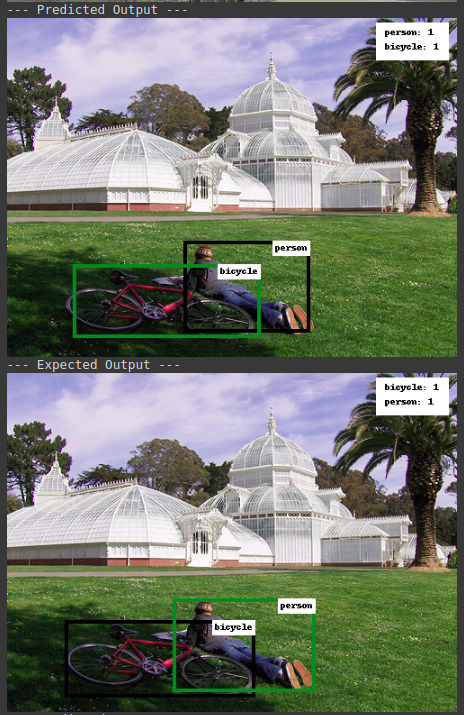 --- Predicted Output ---
person: 1
bicycle: 1
person
bicycle
--- Expected Output ---
bicycle: 1
person: 1
person
bicycle